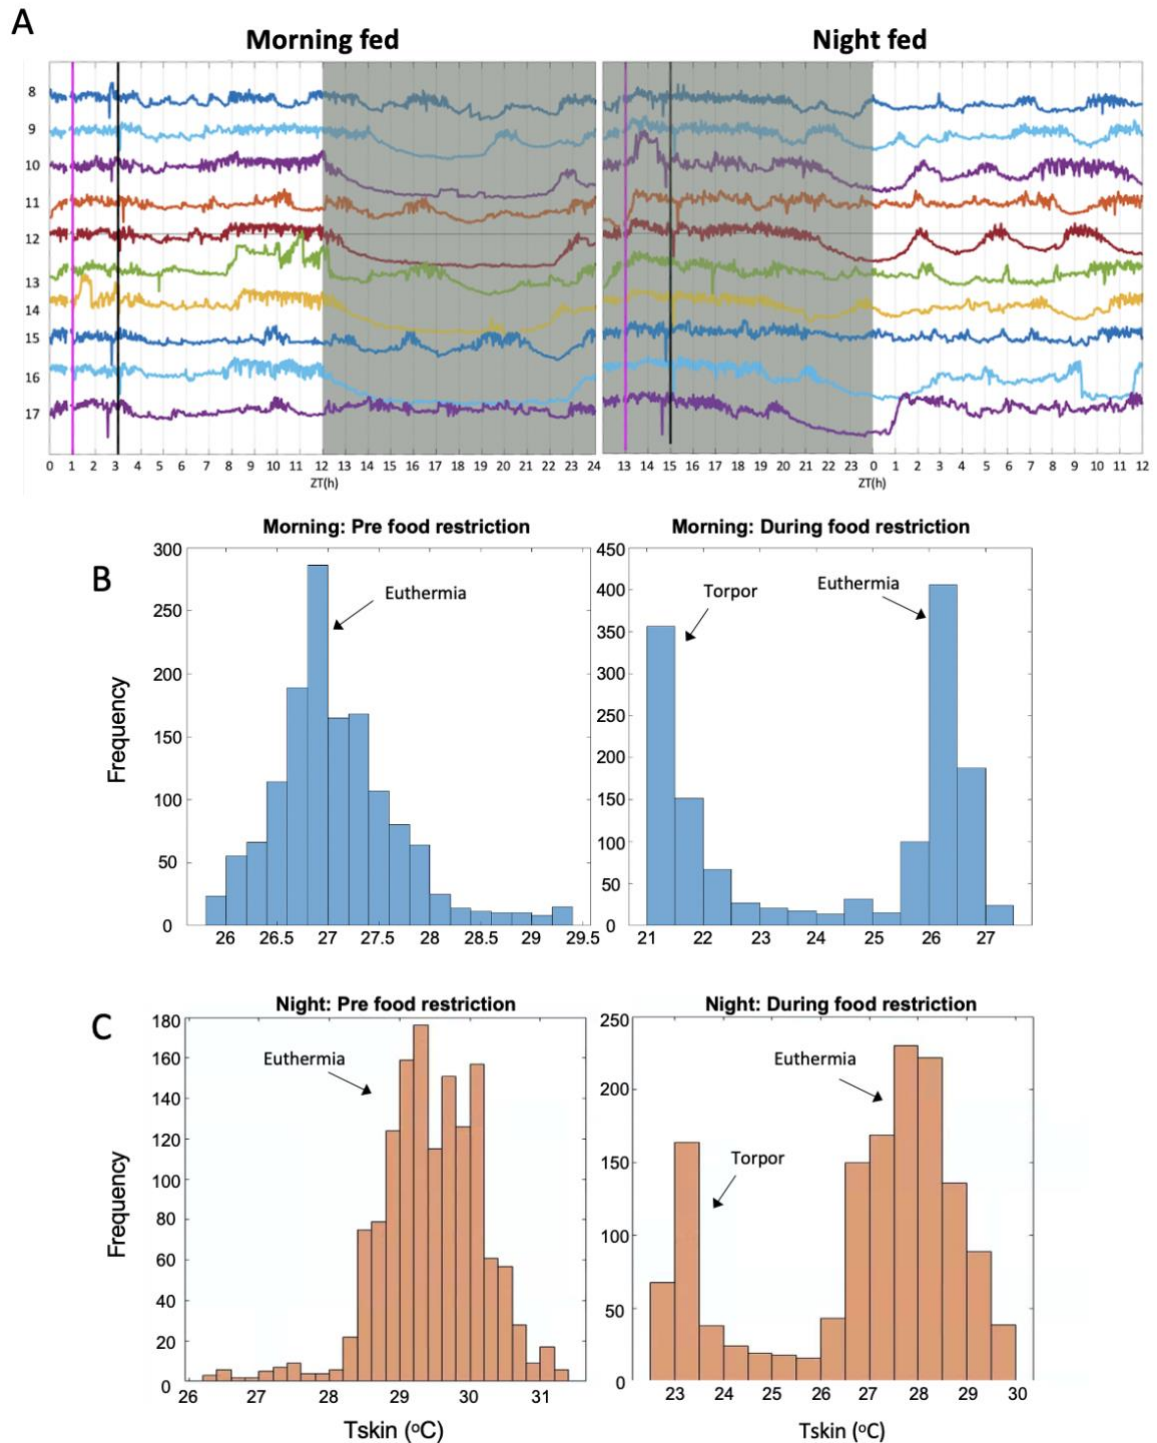 A
Morning fed
Night fed
8
9
10
11
12
13
14
15
16
17
0 1 2 3 4 5 6 7 8 9 10 11 12 13 14 15 16 17 18 19 20 21 22 23 24
ZT(h)
13 14 15 16 17 18 19 20 21 22 23 0 1 2 3 4 5 6 7 8 9 10 11 12
ZT(h)
B
Morning: Pre food restriction
Frequency
300
250
200
150
100
50
0
Euthermia
26 26.5 27 27.5 28 28.5 29 29.5
Morning: During food restriction
450
400
350
300
250
200
150
100
50
0
Torpor
Euthermia
21 22 23 24 25 26 27
C
Night: Pre food restriction
Frequency
180
160
140
120
100
80
60
40
20
0
Euthermia
26 27 28 29 30 31
Tskin (ºC)
Night: During food restriction
250
200
150
100
50
0
Euthermia
Torpor
23 24 25 26 27 28 29 30
Tskin (ºC)